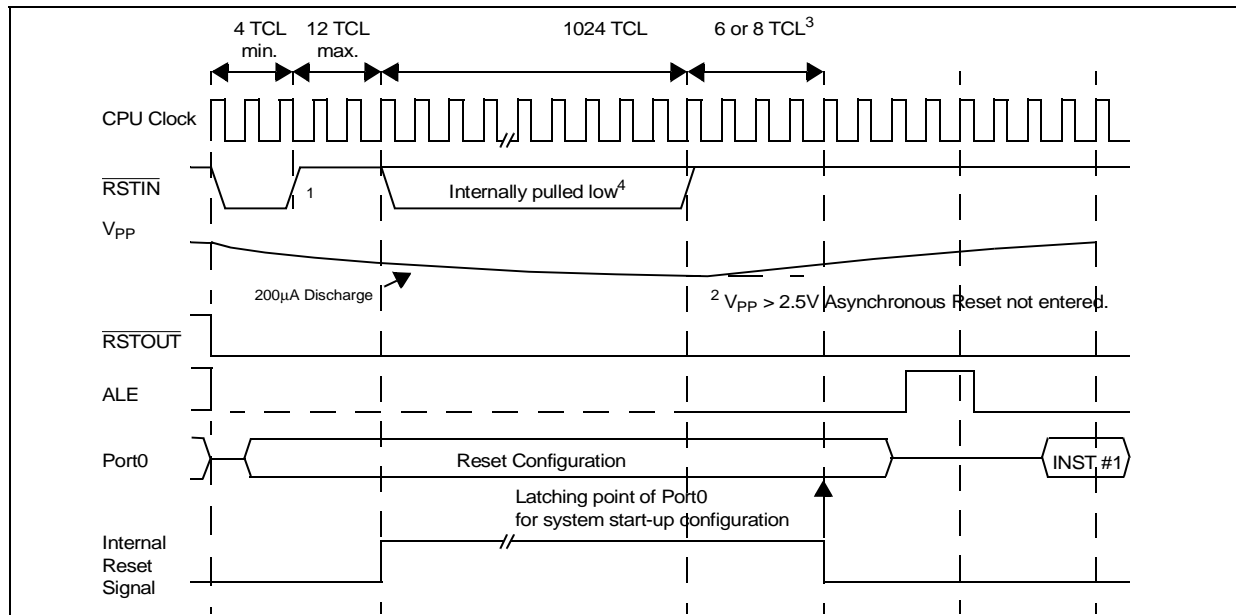 4 TCL 12 TCL 1024 TCL 6 or 8 TCL3
min. max.
CPU Clock
RSTIN
1
Internally pulled low4
VPP
200µA Discharge
2 VPP > 2.5V Asynchronous Reset not entered.
RSTOUT
ALE
Port0
Reset Configuration
INST #1
Latching point of Port0
for system start-up configuration
Internal
Reset
Signal